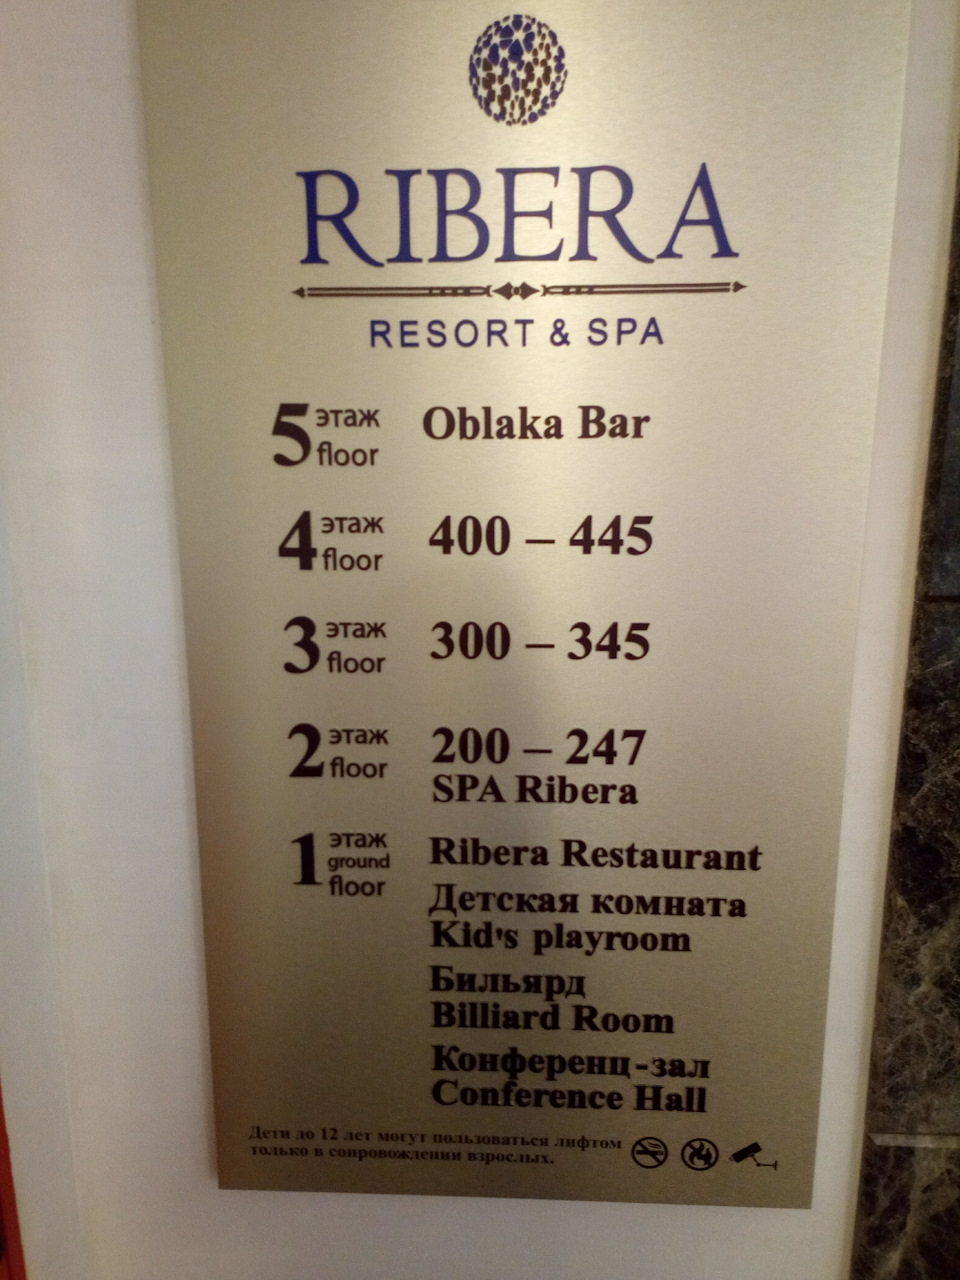 RIBERA
RESORT & SPA
5 этаж floor Oblaka Bar
4 этаж floor 400 – 445
3 этаж floor 300 – 345
2 этаж floor 200 – 247
SPA Ribera
1 этаж ground floor Ribera Restaurant
Детская комната
Kid's playroom
Бильярд
Billiard Room
Конференц-зал
Conference Hall
Дети до 12 лет могут пользоваться лифтом
только в сопровождении взрослых.